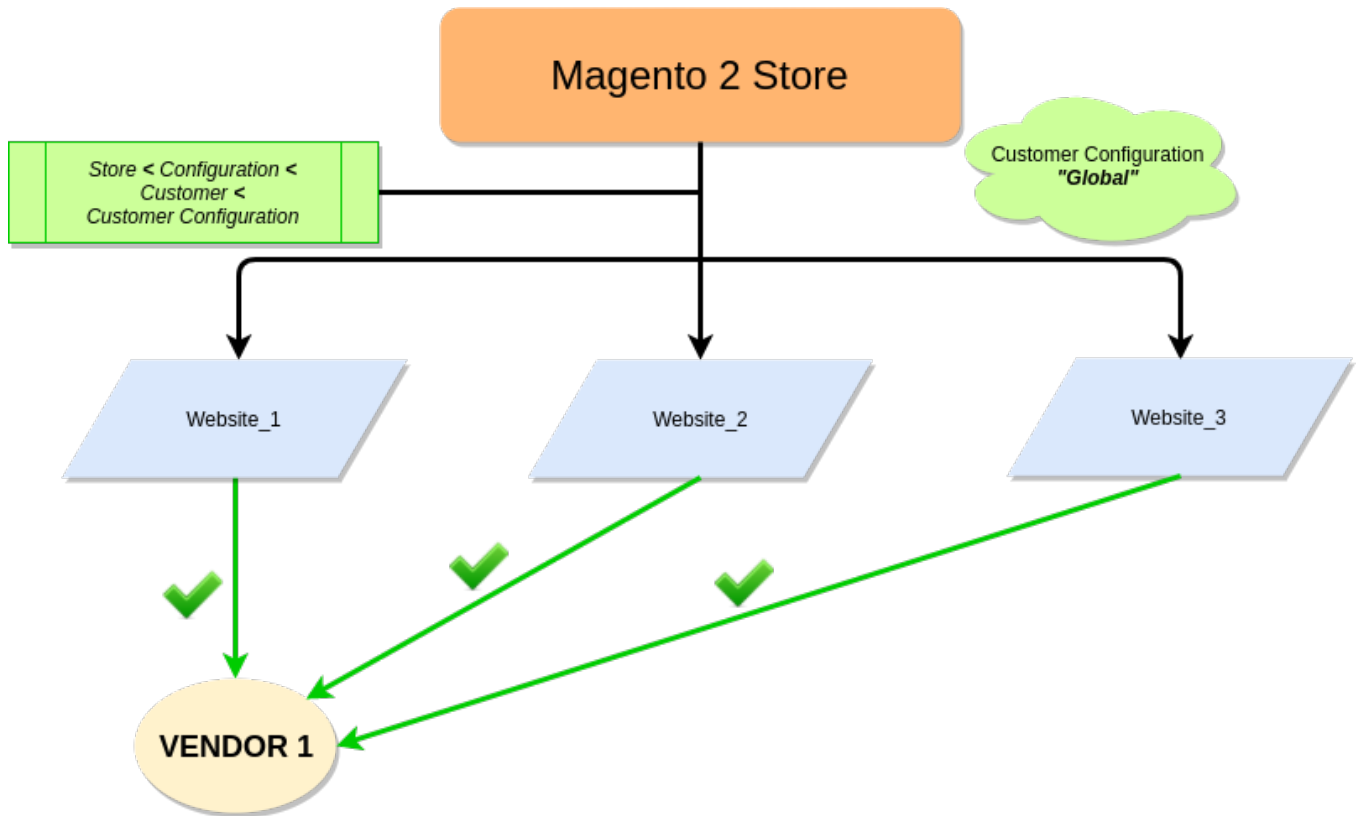 Magento 2 Store
Store < Configuration <
Customer <
Customer Configuration
Customer Configuration
"Global"
Website_1
Website_2
Website_3
VENDOR 1